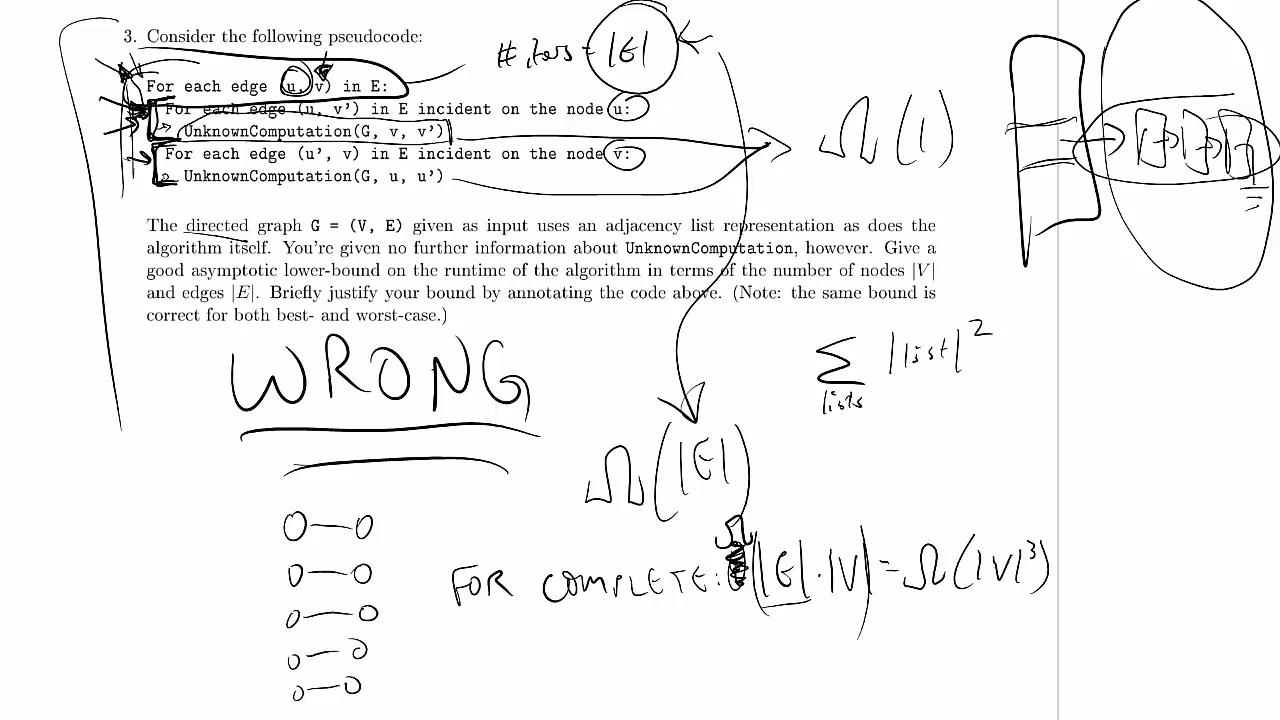 3. Consider the following pseudocode:
# iters = |E|
For each edge (u, v) in E:
For each edge (u, v') in E incident on the node u:
UnknownComputation(G, v, v')
Ω(1)
For each edge (u', v) in E incident on the node v:
UnknownComputation(G, u, u')
The directed graph G = (V, E) given as input uses an adjacency list representation as does the
algorithm itself. You're given no further information about UnknownComputation, however. Give a
good asymptotic lower-bound on the runtime of the algorithm in terms of the number of nodes |V|
and edges |E|. Briefly justify your bound by annotating the code above. (Note: the same bound is
correct for both best- and worst-case.)
WRONG
Σ |list|²
lists
Ω(|E|)
FOR COMPLETE: Ω(|E|·|V|) = Ω(|V|³)